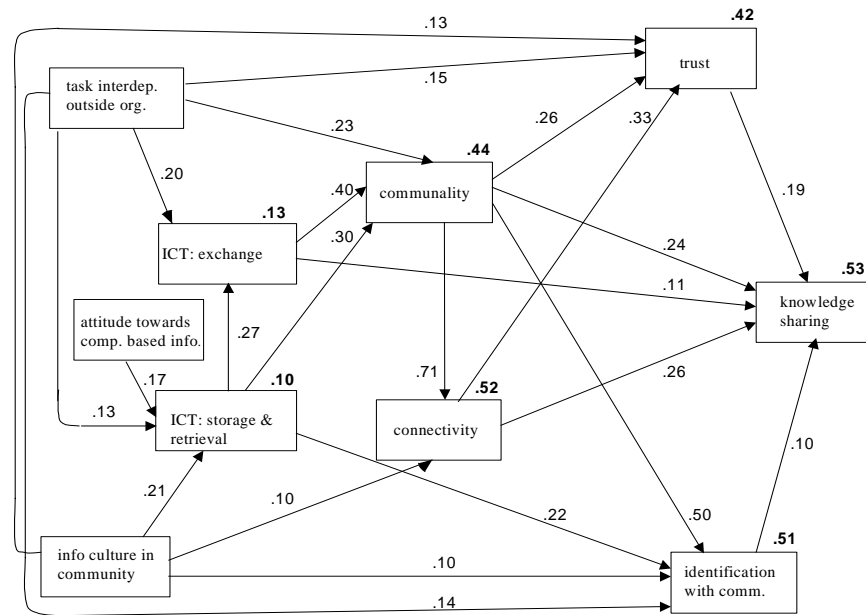 .13
.42
trust
.15
task interdep.
outside org.
.23
.26
.33
.44
.20
communality
.40
.19
.13
ICT: exchange
.30
.24
.53
.11
knowledge
sharing
attitude towards
comp. based info.
.27
.17
.10
.71
.52
.26
.13
ICT: storage &
retrieval
connectivity
.10
.21
.10
.22
.50
.51
info culture in
community
.10
identification
with comm.
.14